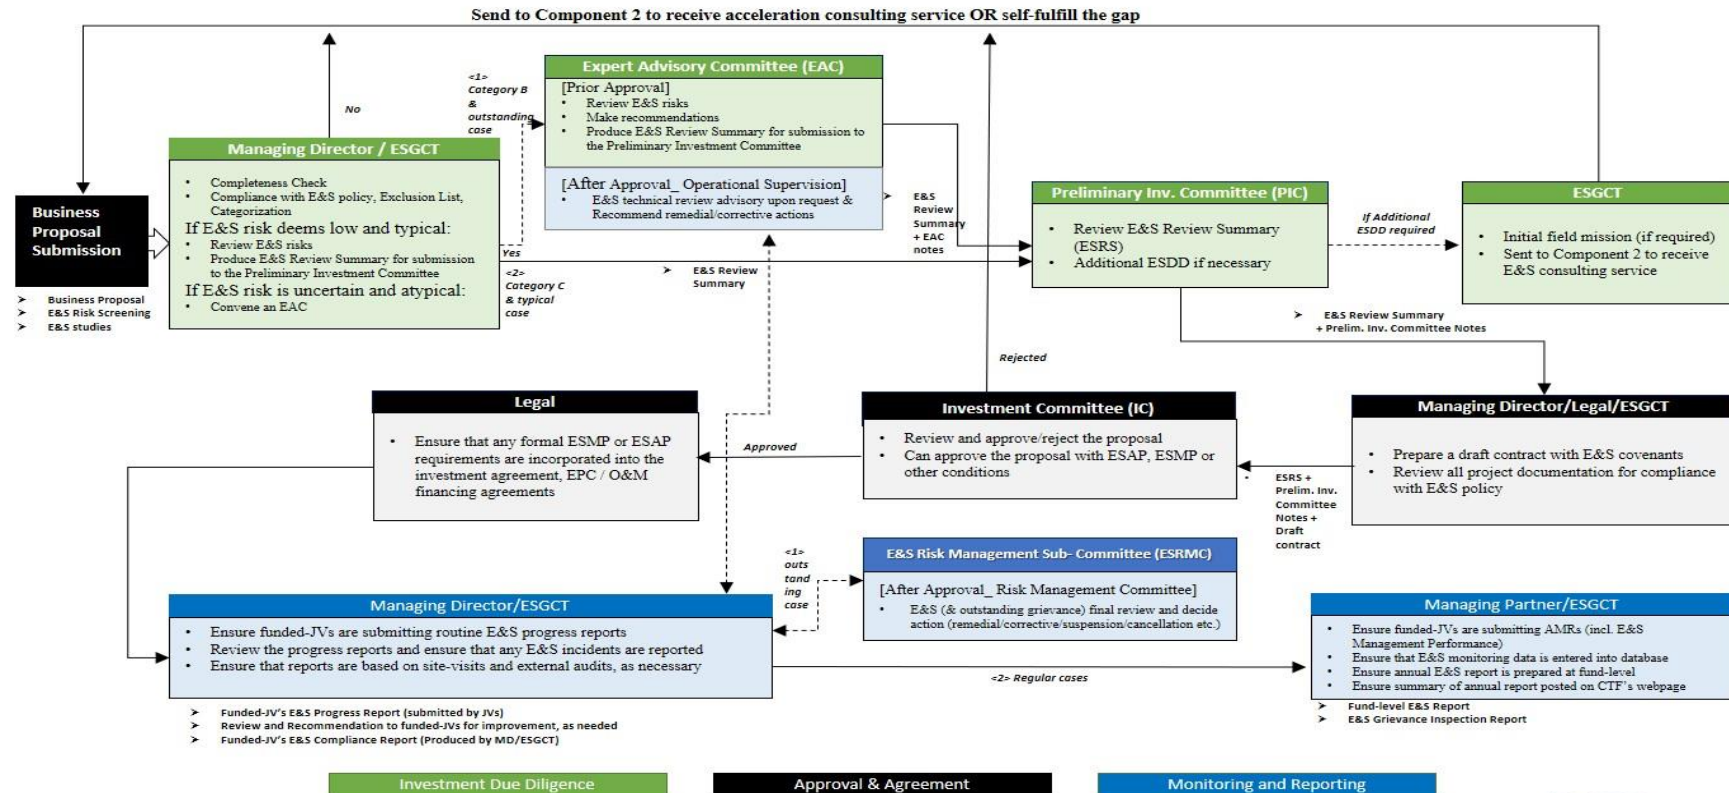 Send to Component 2 to receive acceleration consulting service OR self-fulfill the gap
No
<1>
Category B
&
outstanding
case
Expert Advisory Committee (EAC)
[Prior Approval]
• Review E&S risks
• Make recommendations
• Produce E&S Review Summary for submission to
the Preliminary Investment Committee
[After Approval_ Operational Supervision]
• E&S technical review advisory upon request &
Recommend remedial/corrective actions
Business
Proposal
Submission
➢ Business Proposal
➢ E&S Risk Screening
➢ E&S studies
Managing Director / ESGCT
• Completeness Check
• Compliance with E&S policy, Exclusion List,
Categorization
If E&S risk deems low and typical:
• Review E&S risks
• Produce E&S Review Summary for submission
to the Preliminary Investment Committee
If E&S risk is uncertain and atypical:
• Convene an EAC
Yes
<2>
Category C
& typical
case
➢ E&S Review
Summary
➢ E&S
Review
Summary
+ EAC
notes
Preliminary Inv. Committee (PIC)
• Review E&S Review Summary
(ESRS)
• Additional ESDD if necessary
If Additional
ESDD required
ESGCT
• Initial field mission (if required)
• Sent to Component 2 to receive
E&S consulting service
➢ E&S Review Summary
+ Prelim. Inv. Committee Notes
Rejected
Legal
• Ensure that any formal ESMP or ESAP
requirements are incorporated into the
investment agreement, EPC / O&M
financing agreements
Approved
Investment Committee (IC)
• Review and approve/reject the proposal
• Can approve the proposal with ESAP, ESMP or
other conditions
• ESRS +
Prelim. Inv.
Committee
Notes +
Draft
contract
Managing Director/Legal/ESGCT
• Prepare a draft contract with E&S covenants
• Review all project documentation for compliance
with E&S policy
<1>
outs
tand
ing
case
E&S Risk Management Sub- Committee (ESRMC)
[After Approval_ Risk Management Committee]
• E&S (& outstanding grievance) final review and decide
action (remedial/corrective/suspension/cancellation etc.)
Managing Director/ESGCT
• Ensure funded-JVs are submitting routine E&S progress reports
• Review the progress reports and ensure that any E&S incidents are reported
• Ensure that reports are based on site-visits and external audits, as necessary
➢ Funded-JV's E&S Progress Report (submitted by JVs)
➢ Review and Recommendation to funded-JVs for improvement, as needed
➢ Funded-JV's E&S Compliance Report (Produced by MD/ESGCT)
<2> Regular cases
Managing Partner/ESGCT
• Ensure funded-JVs are submitting AMRs (incl. E&S
Management Performance)
• Ensure that E&S monitoring data is entered into database
• Ensure annual E&S report is prepared at fund-level
• Ensure summary of annual report posted on CTF's webpage
➢ Fund-level E&S Report
➢ E&S Grievance Inspection Report
Investment Due Diligence
Approval & Agreement
Monitoring and Reporting